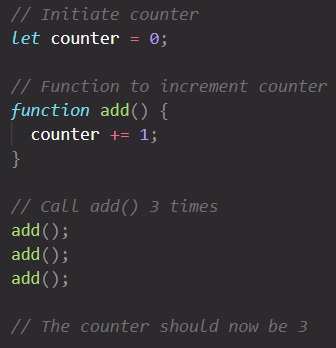 // Initiate counter
let counter = 0;
// Function to increment counter
function add() {
  counter += 1;
}
// Call add() 3 times
add();
add();
add();
// The counter should now be 3